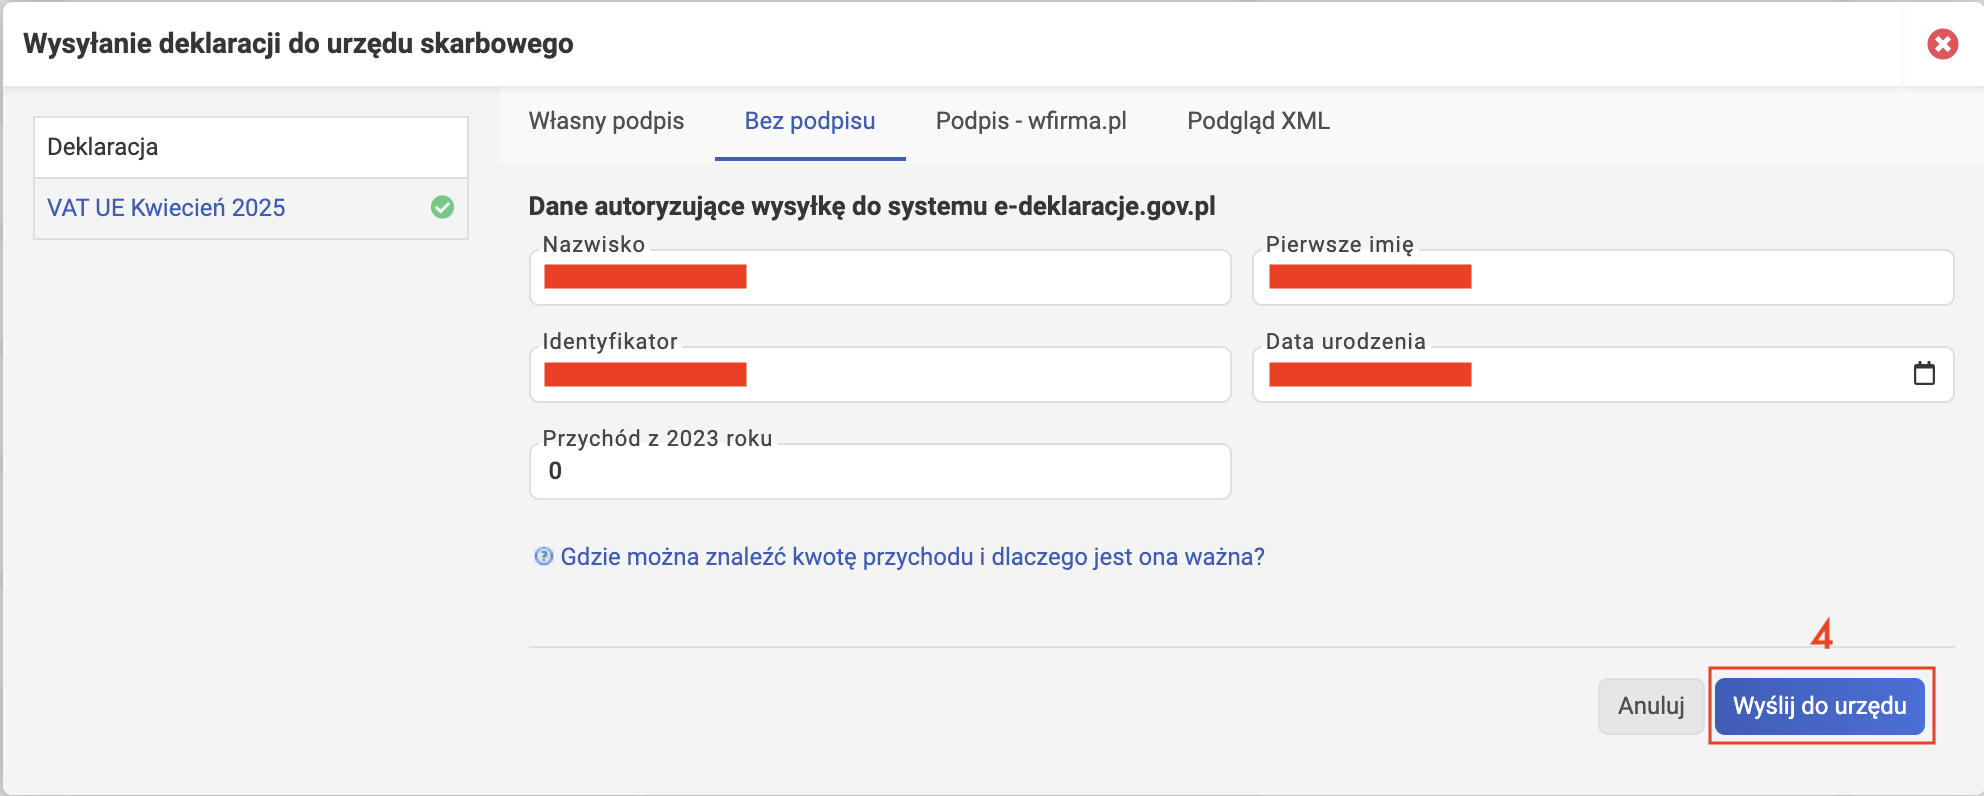 Wysyłanie deklaracji do urzędu skarbowego
Deklaracja
VAT UE Kwiecień 2025
Własny podpis
Bez podpisu
Podpis - wfirma.pl
Podgląd XML
Dane autoryzujące wysyłkę do systemu e-deklaracje.gov.pl
Nazwisko
Pierwsze imię
Identyfikator
Data urodzenia
Przychód z 2023 roku
0
Gdzie można znaleźć kwotę przychodu i dlaczego jest ona ważna?
4
Anuluj
Wyślij do urzędu